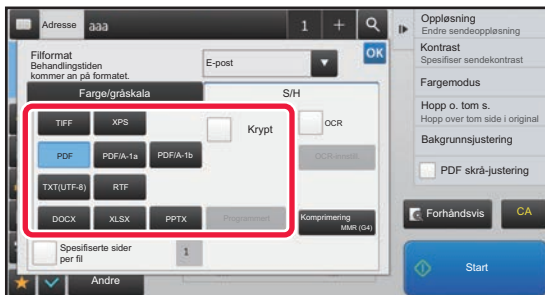 Adresse aaa 1 +
Filformat
Behandlingstiden
kommer an på formatet.
E-post
OK
Farge/gråskala
S/H
TIFF XPS
Krypt
OCR
PDF PDF/A-1a PDF/A-1b
OCR-innstill.
TXT(UTF-8) RTF
DOCX XLSX PPTX
Komprimering
MMR (G4)
Spesifiserte sider
per fil
1
Andre
Oppløsning
Endre sendeoppløsning
Kontrast
Spesifiser sendekontrast
Fargemodus
Hopp o. tom s.
Hopp over tom side i original
Bakgrunnsjustering
PDF skrå-justering
Forhåndsvis CA
Start